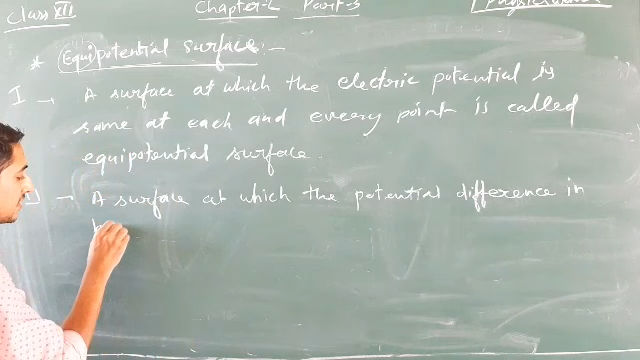 Class XII Chapter-2 Part-3
* Equipotential surface :-
I → A surface at which the electric potential is
same at each and every point is called
equipotential surface.
→ A surface at which the potential difference in